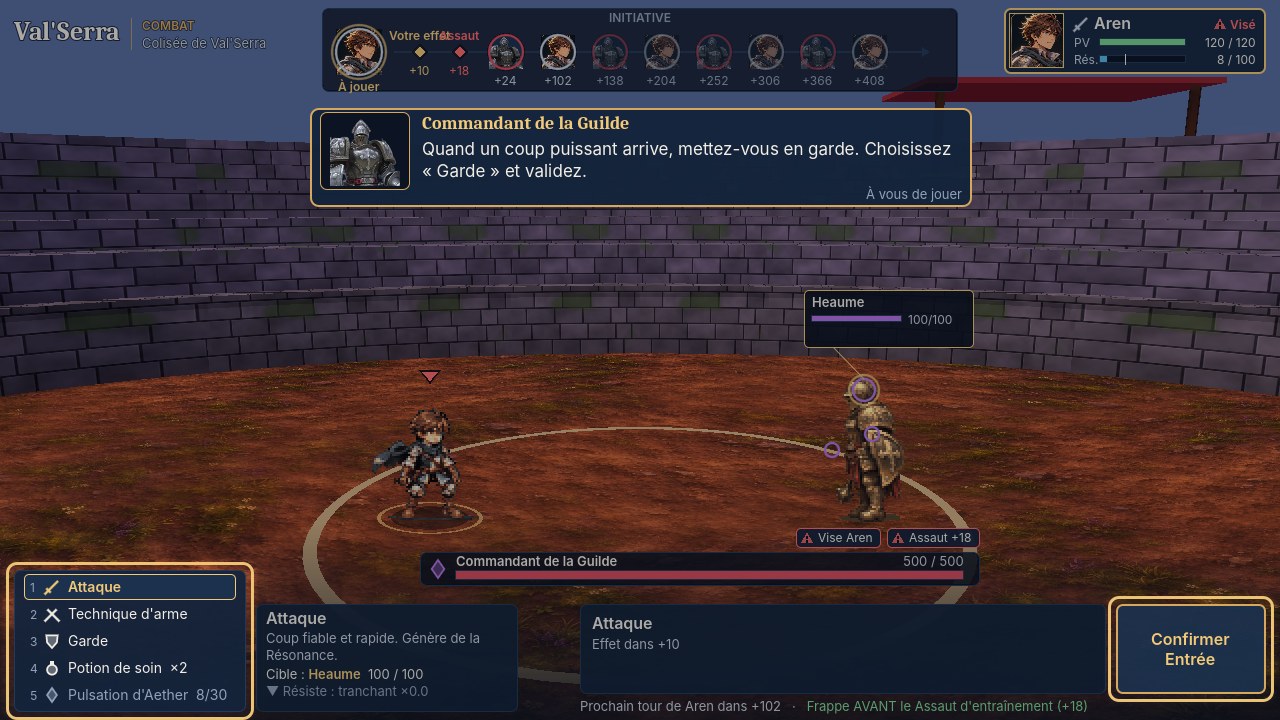 Val'Serra
COMBAT
Colisée de Val'Serra
INITIATIVE
Votre effet
Assaut
À jouer
+10
+18
+24
+102
+138
+204
+252
+306
+366
+408
Aren
Visé
PV
120 / 120
Rés.
8 / 100
Commandant de la Guilde
Quand un coup puissant arrive, mettez-vous en garde. Choisissez
« Garde » et validez.
À vous de jouer
Heaume
100/100
Vise Aren
Assaut +18
Commandant de la Guilde
500 / 500
1 Attaque
2 Technique d'arme
3 Garde
4 Potion de soin ×2
5 Pulsation d'Aether 8/30
Attaque
Coup fiable et rapide. Génère de la
Résonance.
Cible : Heaume 100 / 100
▼ Résiste : tranchant ×0.0
Attaque
Effet dans +10
Prochain tour de Aren dans +102 · Frappe AVANT le Assaut d'entraînement (+18)
Confirmer
Entrée